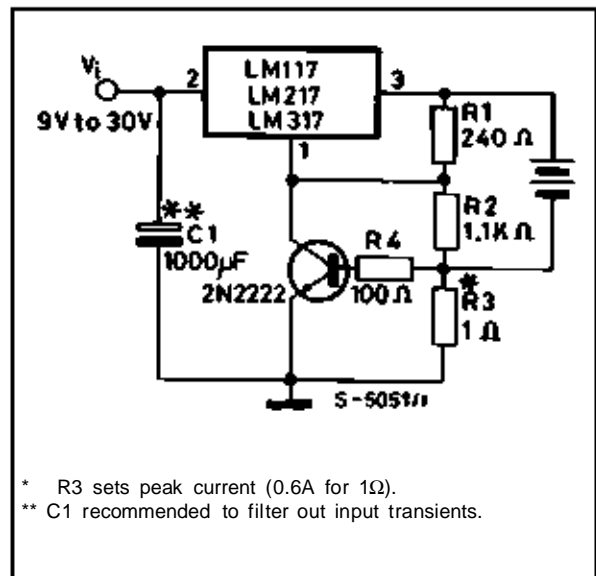 Vi
9V to 30V
2
LM117
LM217
LM317
3
1
R1
240 Ω
R2
1.1K Ω
**
C1
1000μF
2N2222
R4
100Ω
*
R3
1 Ω
* R3 sets peak current (0.6A for 1Ω).
** C1 recommended to filter out input transients.